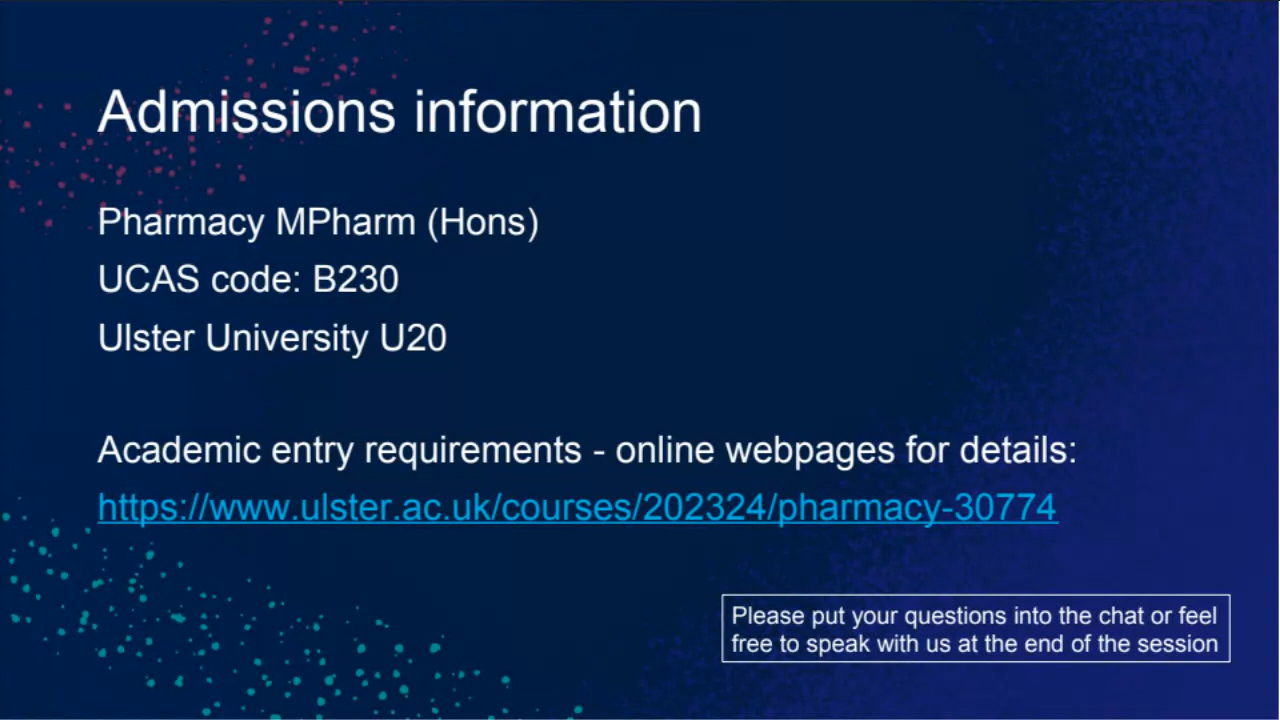 Admissions information
Pharmacy MPharm (Hons)
UCAS code: B230
Ulster University U20
Academic entry requirements - online webpages for details:
https://www.ulster.ac.uk/courses/202324/pharmacy-30774
Please put your questions into the chat or feel
free to speak with us at the end of the session